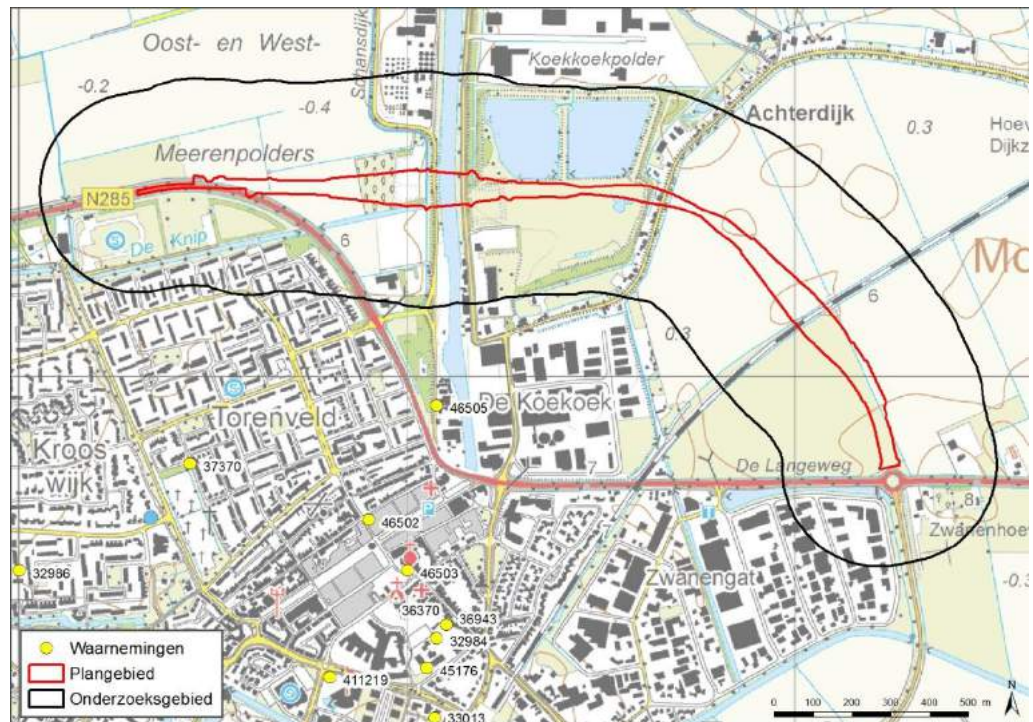 Oost- en West-
Schansdijk
Koekkoekpolder
-0.2
-0.4
Achterdijk
0.3
Hoev
Dijkz
Meerenpolders
N285
De Knip
6
6
Mo
0.3
De Koekoek
46505
Torenveld
37370
Kroos
wijk
De Langeweg
7
8
P
46502
T
Zwanenhoe
32986
46503
Zwanengat
-0.3
36370
36943
32984
45176
411219
33013
Waarnemingen
Plangebied
Onderzoeksgebied
N
0 100 200 300 400 500 m